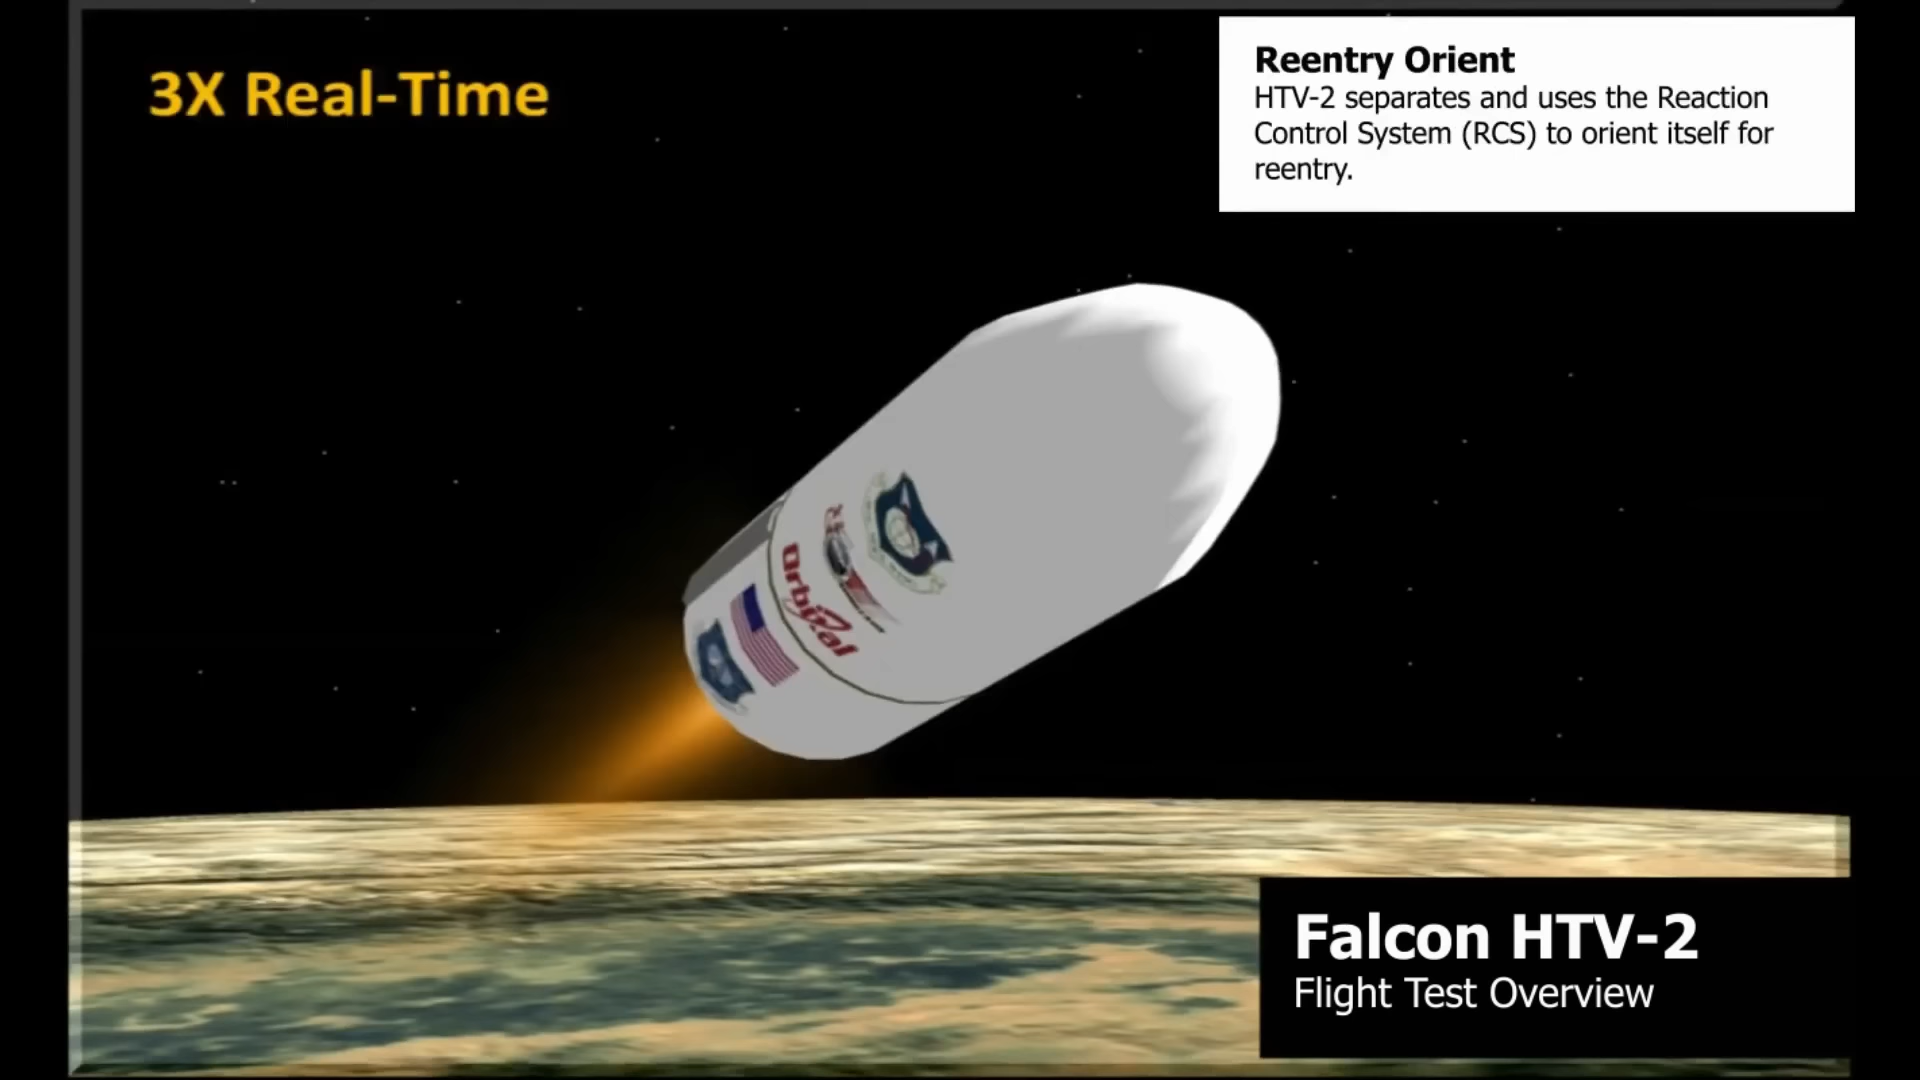 3X Real-Time
Reentry Orient
HTV-2 separates and uses the Reaction
Control System (RCS) to orient itself for
reentry.
Orbital
Falcon HTV-2
Flight Test Overview